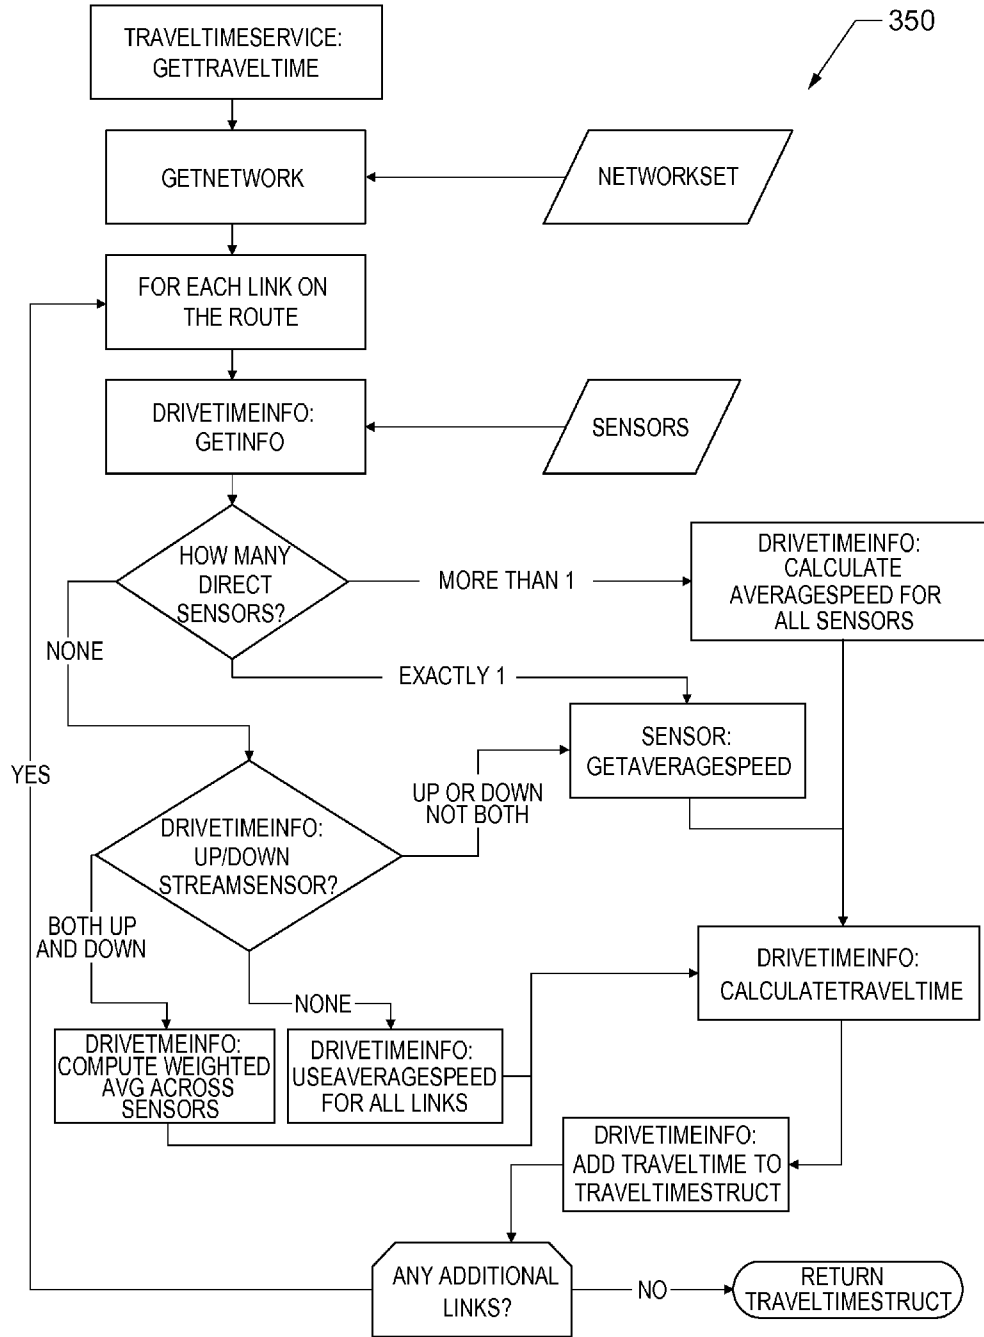 350
TRAVELTIMESERVICE:
GETTRAVELTIME
GETNETWORK
NETWORKSET
FOR EACH LINK ON
THE ROUTE
DRIVETIMEINFO:
GETINFO
SENSORS
HOW MANY
DIRECT
SENSORS?
MORE THAN 1
DRIVETIMEINFO:
CALCULATE
AVERAGESPEED FOR
ALL SENSORS
NONE
EXACTLY 1
SENSOR:
GETAVERAGESPEED
YES
UP OR DOWN
NOT BOTH
DRIVETIMEINFO:
UP/DOWN
STREAMSENSOR?
BOTH UP
AND DOWN
DRIVETIMEINFO:
CALCULATETRAVELTIME
NONE
DRIVETMEINFO:
COMPUTE WEIGHTED
AVG ACROSS
SENSORS
DRIVETIMEINFO:
USEAVERAGESPEED
FOR ALL LINKS
DRIVETIMEINFO:
ADD TRAVELTIME TO
TRAVELTIMESTRUCT
ANY ADDITIONAL
LINKS?
NO
RETURN
TRAVELTIMESTRUCT